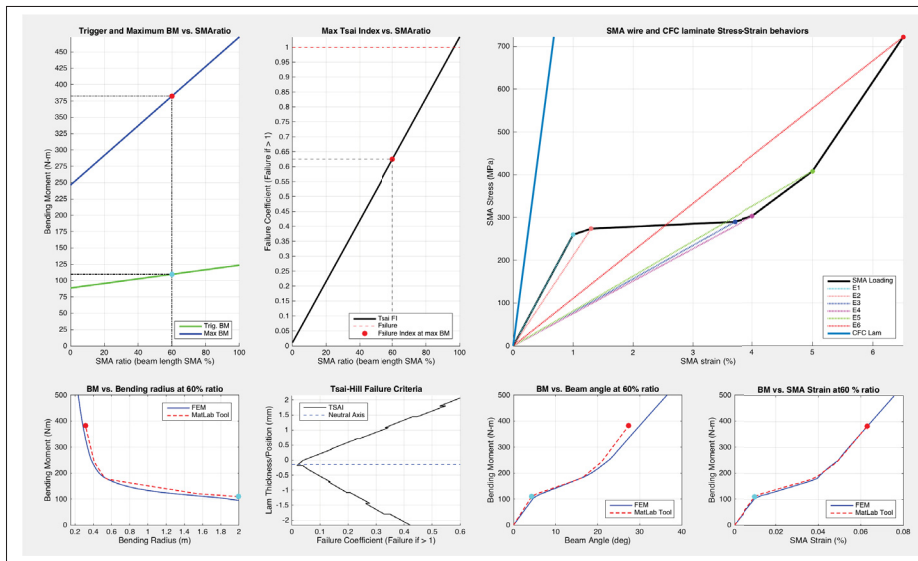 Trigger and Maximum BM vs. SMAratio
Bending Moment (N-m)
450
425
400
375
350
325
300
275
250
225
200
175
150
125
100
75
50
25
0
0
20
40
60
80
100
SMA ratio (beam length SMA %)
Trig. BM
Max BM
Max Tsai Index vs. SMAratio
Failure Coefficient (Failure if > 1)
1
0.95
0.9
0.85
0.8
0.75
0.7
0.65
0.6
0.55
0.5
0.45
0.4
0.35
0.3
0.25
0.2
0.15
0.1
0.05
0
0
20
40
60
80
100
SMA ratio (beam ength SMA %)
Tsai FI
Failure
Failure Index at max BM
SMA wire and CFC laminate Stress-Strain behaviors
SMA Stress (MPa)
700
600
500
400
300
200
100
0
0
1
2
3
4
5
6
SMA strain (%)
SMA Loading
E1
E2
E3
E4
E5
E6
CFC Lam
BM vs. Bending radius at 60% ratio
Bending Moment (Nm)
500
400
300
200
100
0
0.2
0.4
0.6
0.8
1
1.2
1.4
1.6
1.8
2
Bending Radius (m)
FEM
MatLab Tool
Tsai-Hill Failure Criteria
Lam Thickness/Position (mm)
2
1.5
1
0.5
0
-0.5
-1
-1.5
-2
0
0.1
0.2
0.3
0.4
0.5
0.6
Failure Coefficient (Failure if > 1)
TSAI
Neutral Axis
BM vs. Beam angle at 60% ratio
Bending Moment (N-m)
500
400
300
200
100
0
0
10
20
30
40
Beam Angle (deg)
FEM
MatLab Tool
BM vs. SMA Strain at60 % ratio
Bending Moment (N-m)
500
400
300
200
100
0
0
0.02
0.04
0.06
0.08
SMA Strain (%)
FEM
MatLab Tool